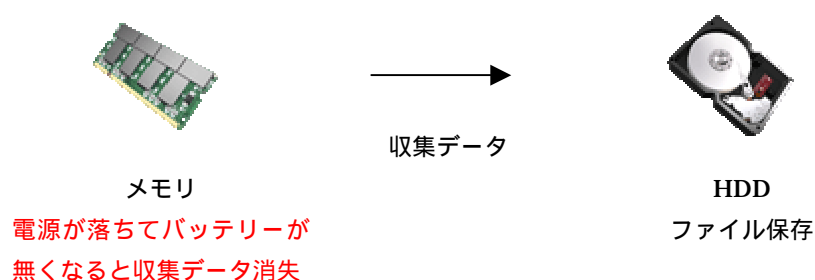 収集データ
メモリ
HDD
電源が落ちてバッテリーが
ファイル保存
無くなると収集データ消失